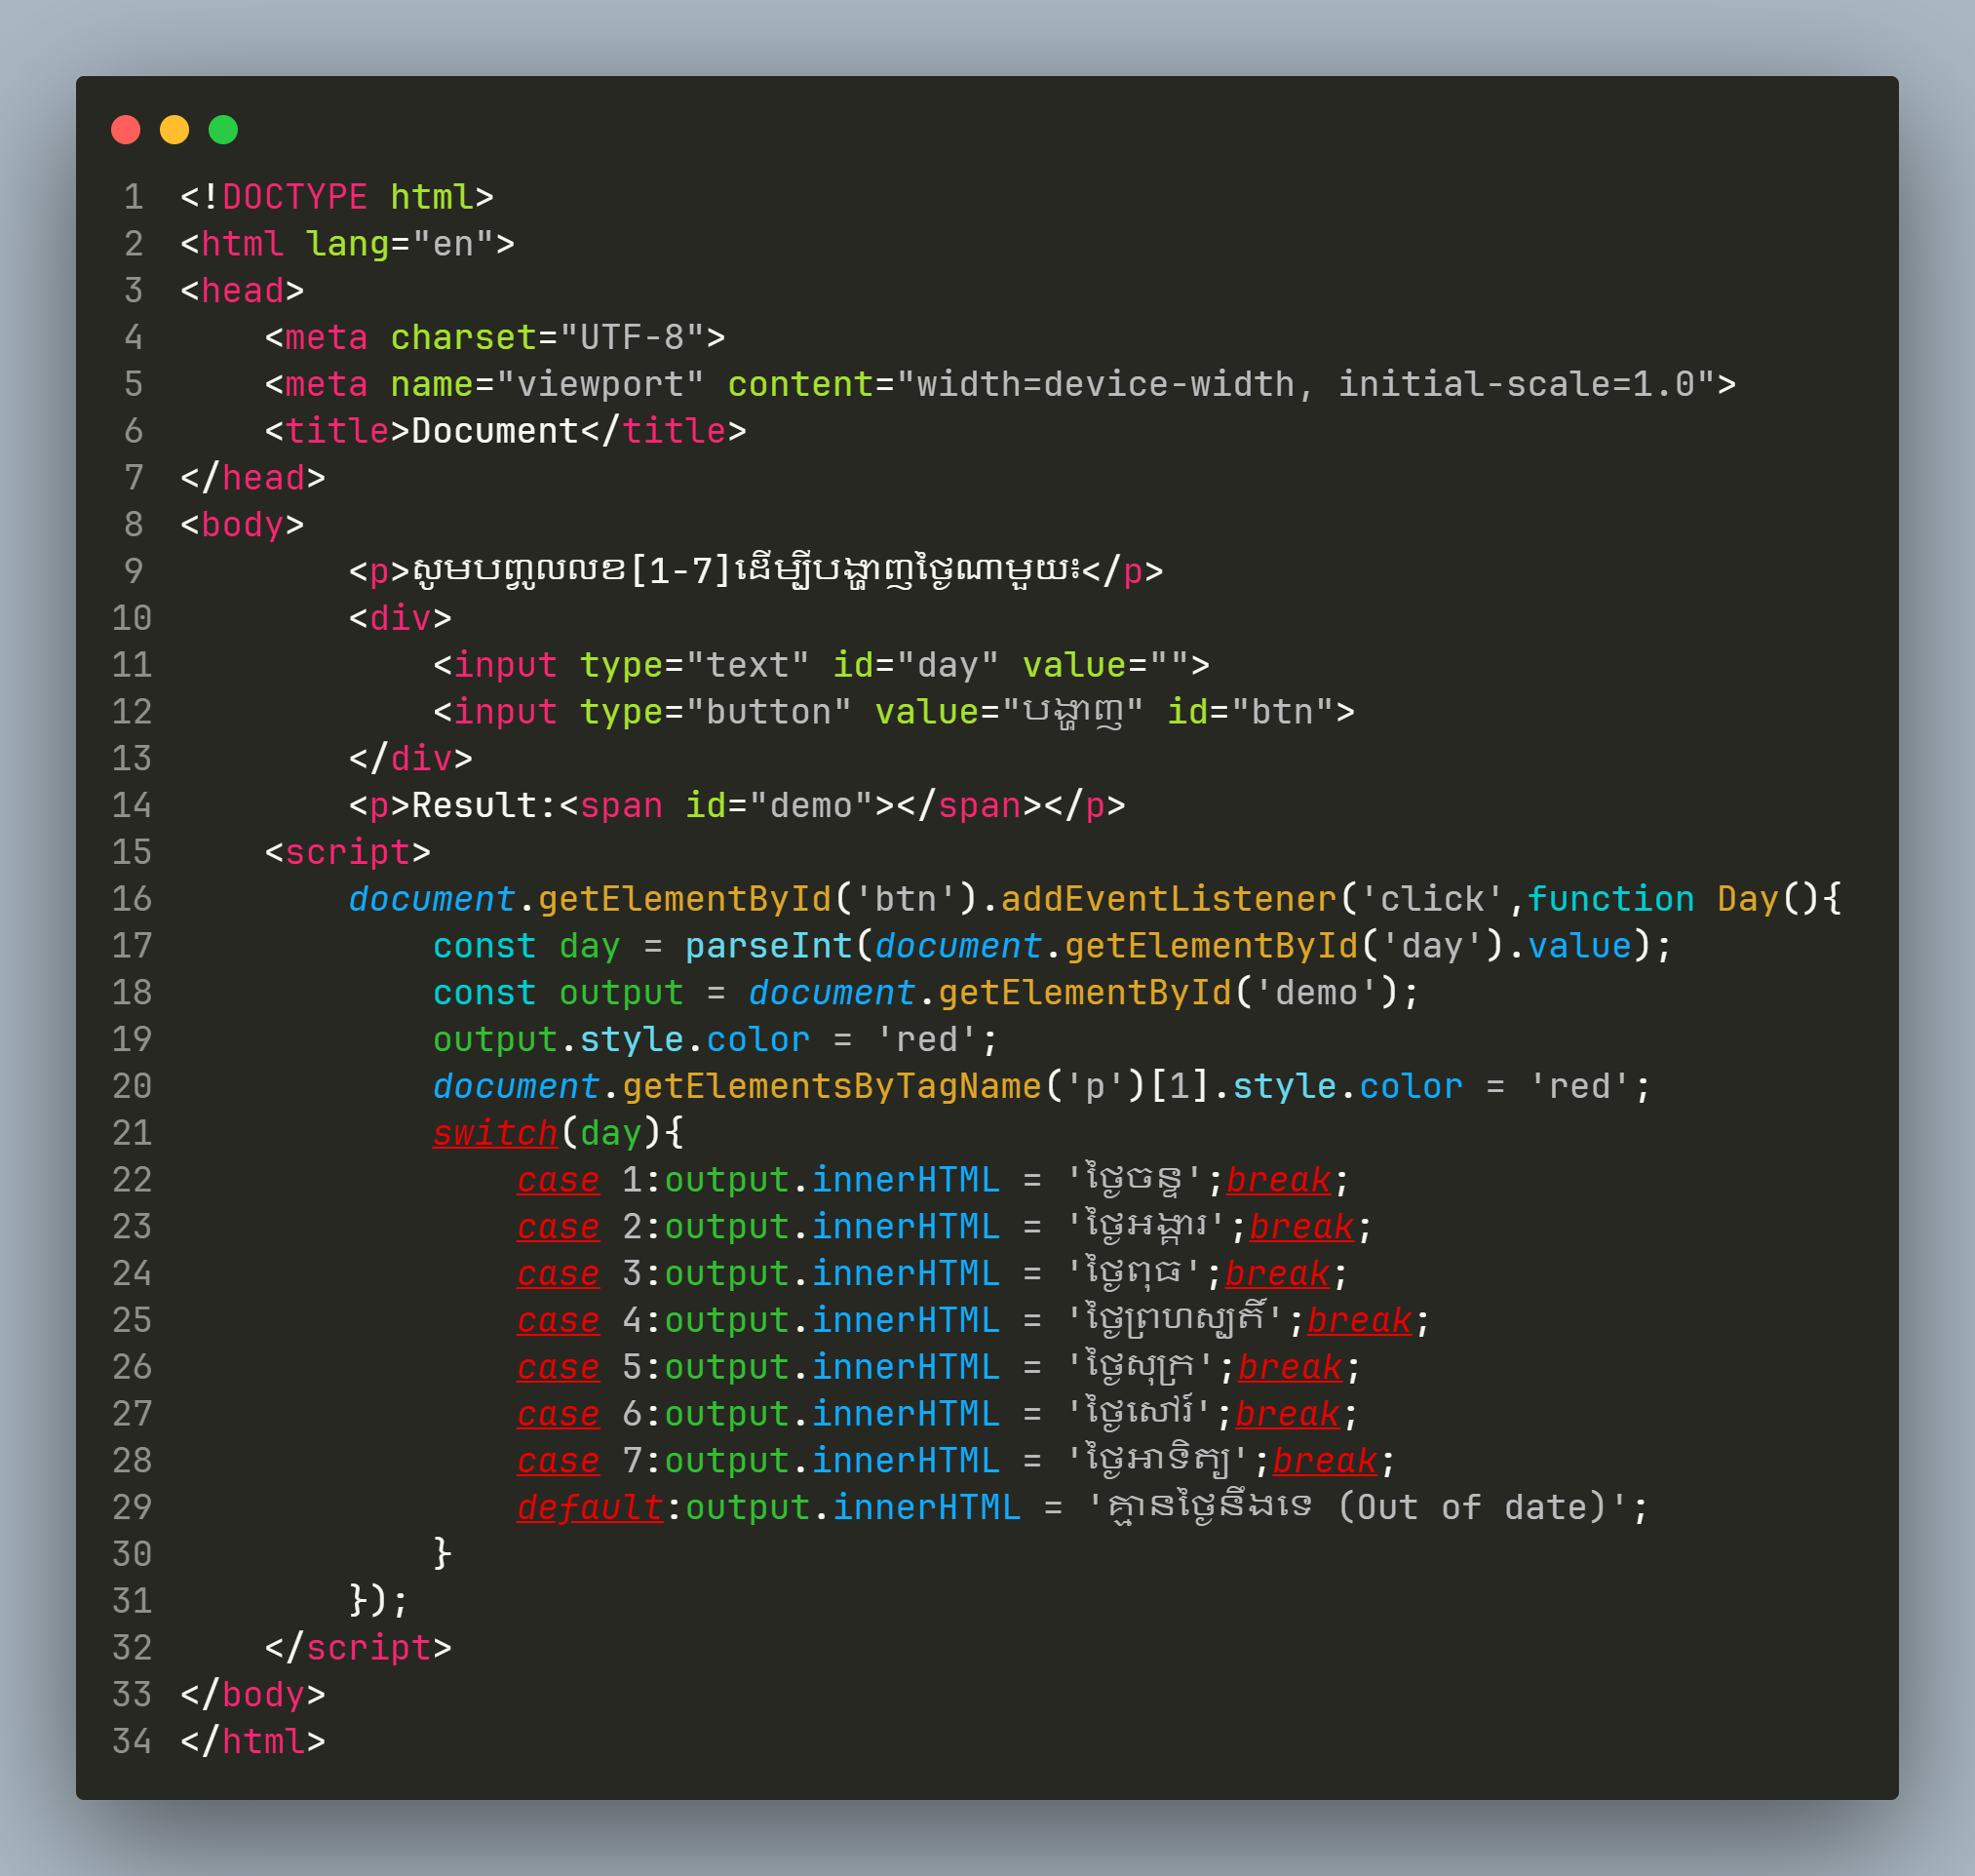 1 <!DOCTYPE html>
2 <html lang="en">
3 <head>
4     <meta charset="UTF-8">
5     <meta name="viewport" content="width=device-width, initial-scale=1.0">
6     <title>Document</title>
7 </head>
8 <body>
9         <p>សូមបញ្ចូលលខ[1-7]ដើម្បីបង្ហាញថ្ងៃណាមួយ៖</p>
10         <div>
11             <input type="text" id="day" value="">
12             <input type="button" value="បង្ហាញ" id="btn">
13         </div>
14         <p>Result:<span id="demo"></span></p>
15     <script>
16         document.getElementById('btn').addEventListener('click',function Day(){
17             const day = parseInt(document.getElementById('day').value);
18             const output = document.getElementById('demo');
19             output.style.color = 'red';
20             document.getElementsByTagName('p')[1].style.color = 'red';
21             switch(day){
22                 case 1:output.innerHTML = 'ថ្ងៃចន្ទ';break;
23                 case 2:output.innerHTML = 'ថ្ងៃអង្គារ';break;
24                 case 3:output.innerHTML = 'ថ្ងៃពុធ';break;
25                 case 4:output.innerHTML = 'ថ្ងៃព្រហស្បតិ៍';break;
26                 case 5:output.innerHTML = 'ថ្ងៃសុក្រ';break;
27                 case 6:output.innerHTML = 'ថ្ងៃសៅរ៍';break;
28                 case 7:output.innerHTML = 'ថ្ងៃអាទិត្យ';break;
29                 default:output.innerHTML = 'គ្មានថ្ងៃនឹងទេ (Out of date)';
30             }
31         });
32     </script>
33 </body>
34 </html>